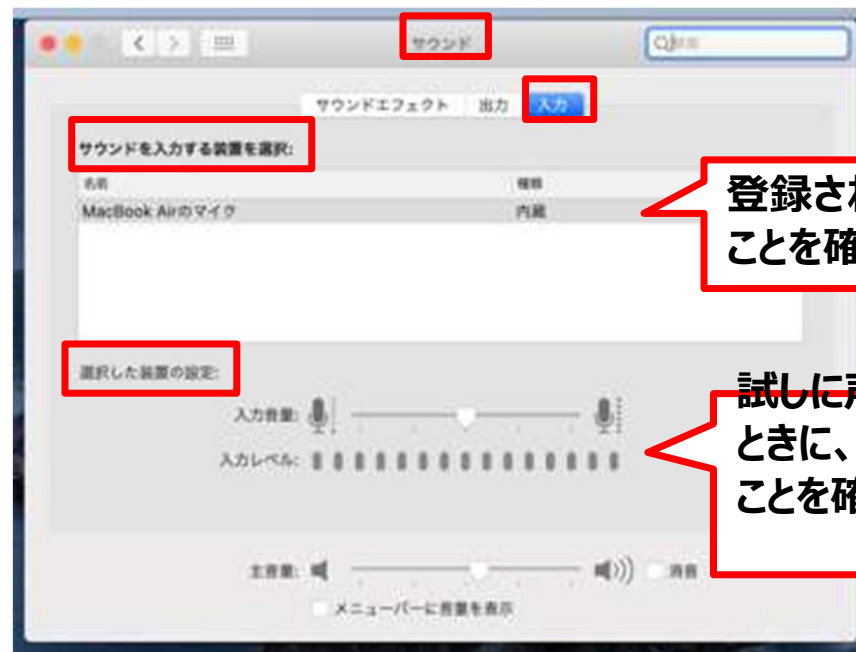 サウンド
検索
サウンドエフェクト 出力 入力
サウンドを入力する装置を選択:
名前 種類
MacBook Airのマイク 内蔵
登録され
ことを確
選択した装置の設定:
試しに声
入力音量:
ときに、
入力レベル:
ことを確
主音量: 消音
メニューバーに音量を表示